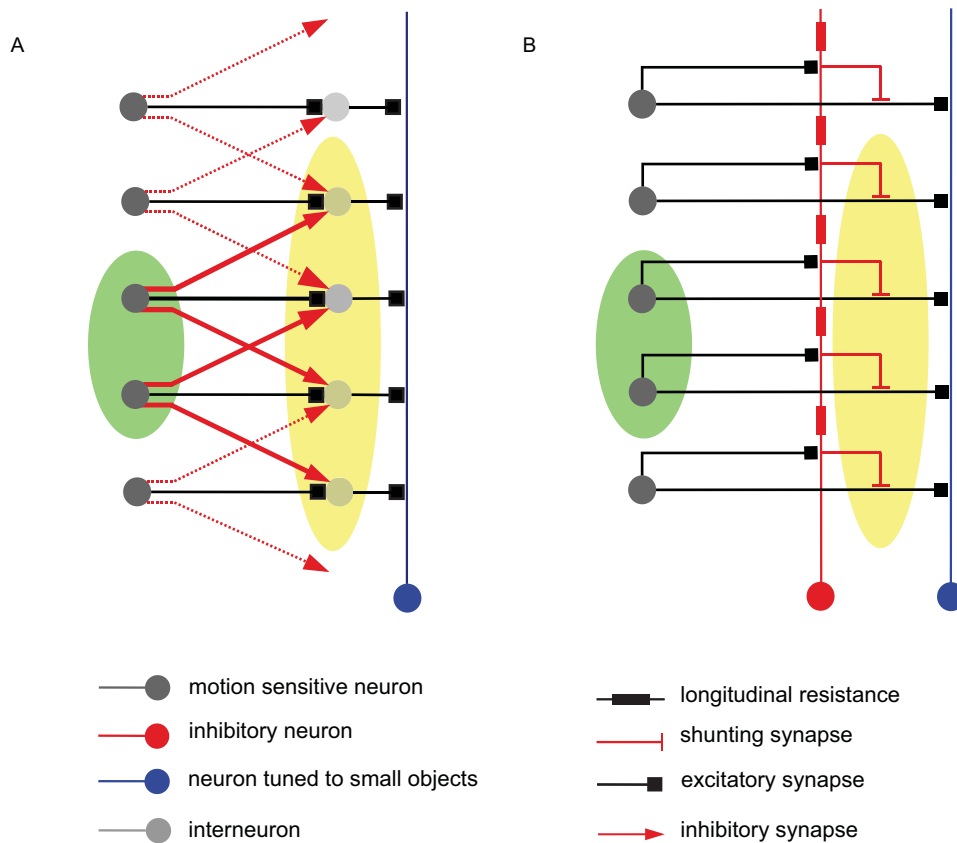 A
B
motion sensitive neuron
inhibitory neuron
neuron tuned to small objects
interneuron
longitudinal resistance
shunting synapse
excitatory synapse
inhibitory synapse